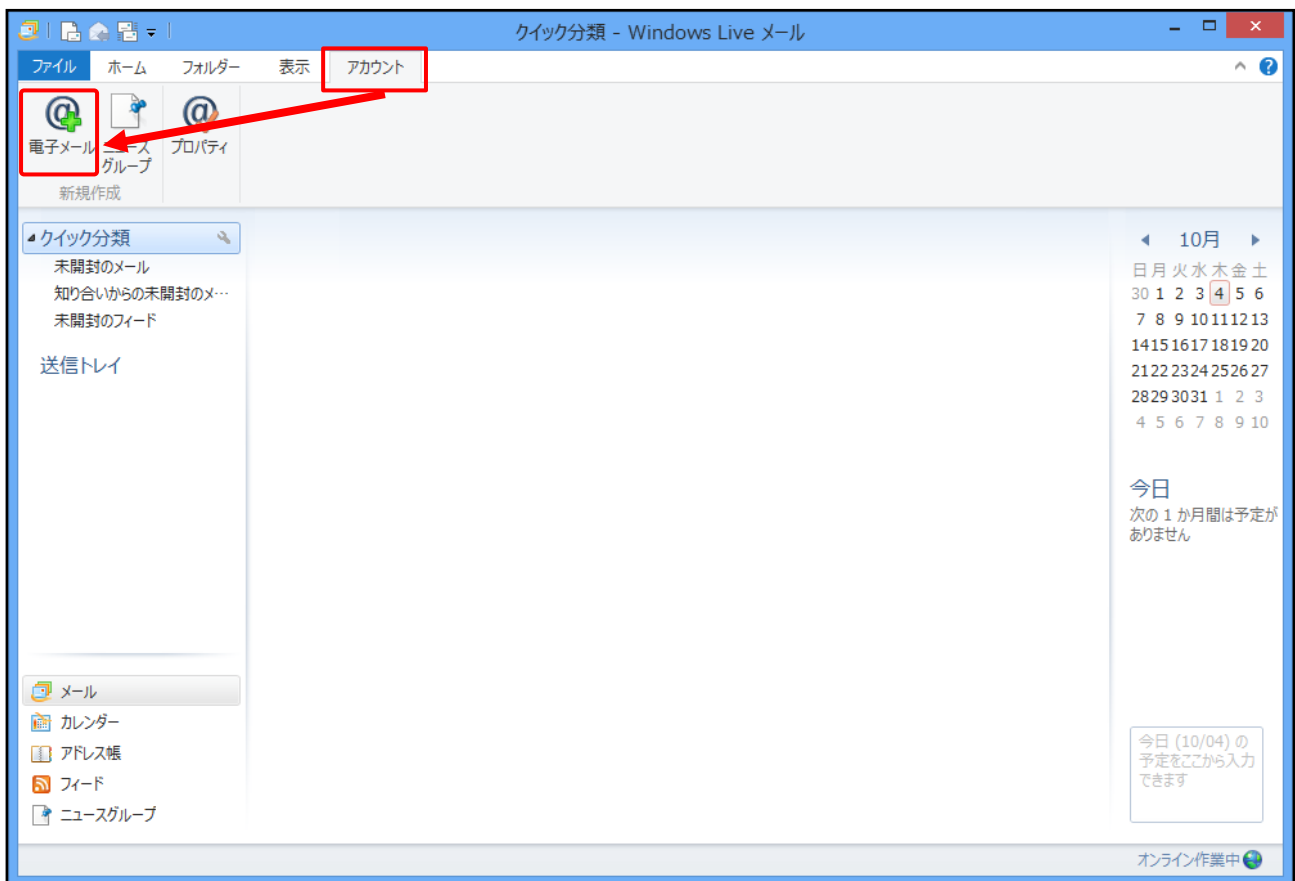 クイック分類 - Windows Live メール
ファイル ホーム フォルダー 表示 アカウント
電子メール ニュース グループ プロパティ
新規作成
クイック分類
未開封のメール
知り合いからの未開封のメ…
未開封のフィード
送信トレイ
メール
カレンダー
アドレス帳
フィード
ニュースグループ
10月
日 月 火 水 木 金 土
30 1 2 3 4 5 6
7 8 9 10 11 12 13
14 15 16 17 18 19 20
21 22 23 24 25 26 27
28 29 30 31 1 2 3
4 5 6 7 8 9 10
今日
次の 1 か月間は予定が
ありません
今日 (10/04) の
予定をここから入力
できます
オンライン作業中